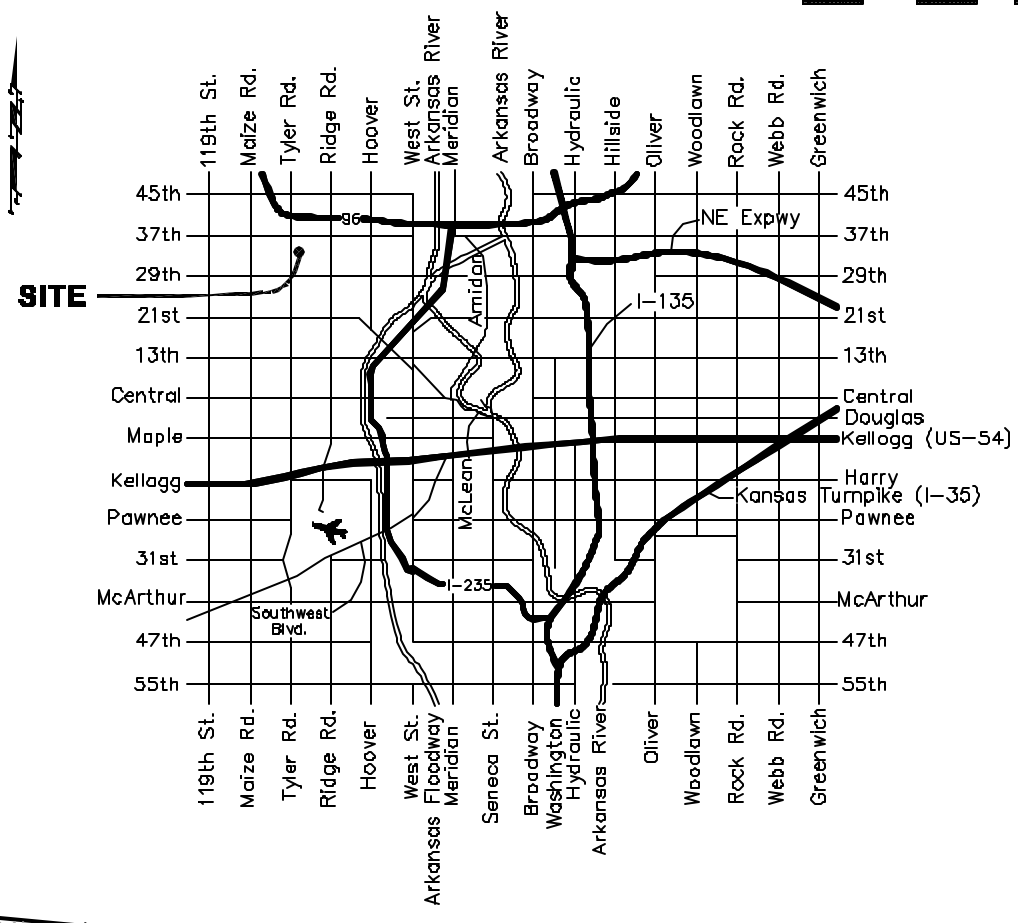 119th St.
Maize Rd.
Tyler Rd.
Ridge Rd.
Hoover
West St.
Arkansas River
Meridian
Arkansas River
Broadway
Hydraulic
Hillside
Oliver
Woodlawn
Rock Rd.
Webb Rd.
Greenwich
45th
45th
96
NE Expwy
37th
37th
29th
29th
Amidan
SITE
I-135
21st
21st
13th
13th
Central
Central
Douglas
Maple
Kellogg (US-54)
Kellagg
Harry
McLean
Kansas Turnpike (I-35)
Pawnee
Pawnee
31st
31st
I-235
McArthur
McArthur
Southwest
Blvd.
47th
47th
55th
55th
119th St.
Maize Rd.
Tyler Rd.
Ridge Rd.
Hoover
West St.
Arkansas Floodway
Meridian
Seneca St.
Broadway
Washington
Hydraulic
Arkansas River
Oliver
Woodlawn
Rock Rd.
Webb Rd.
Greenwich